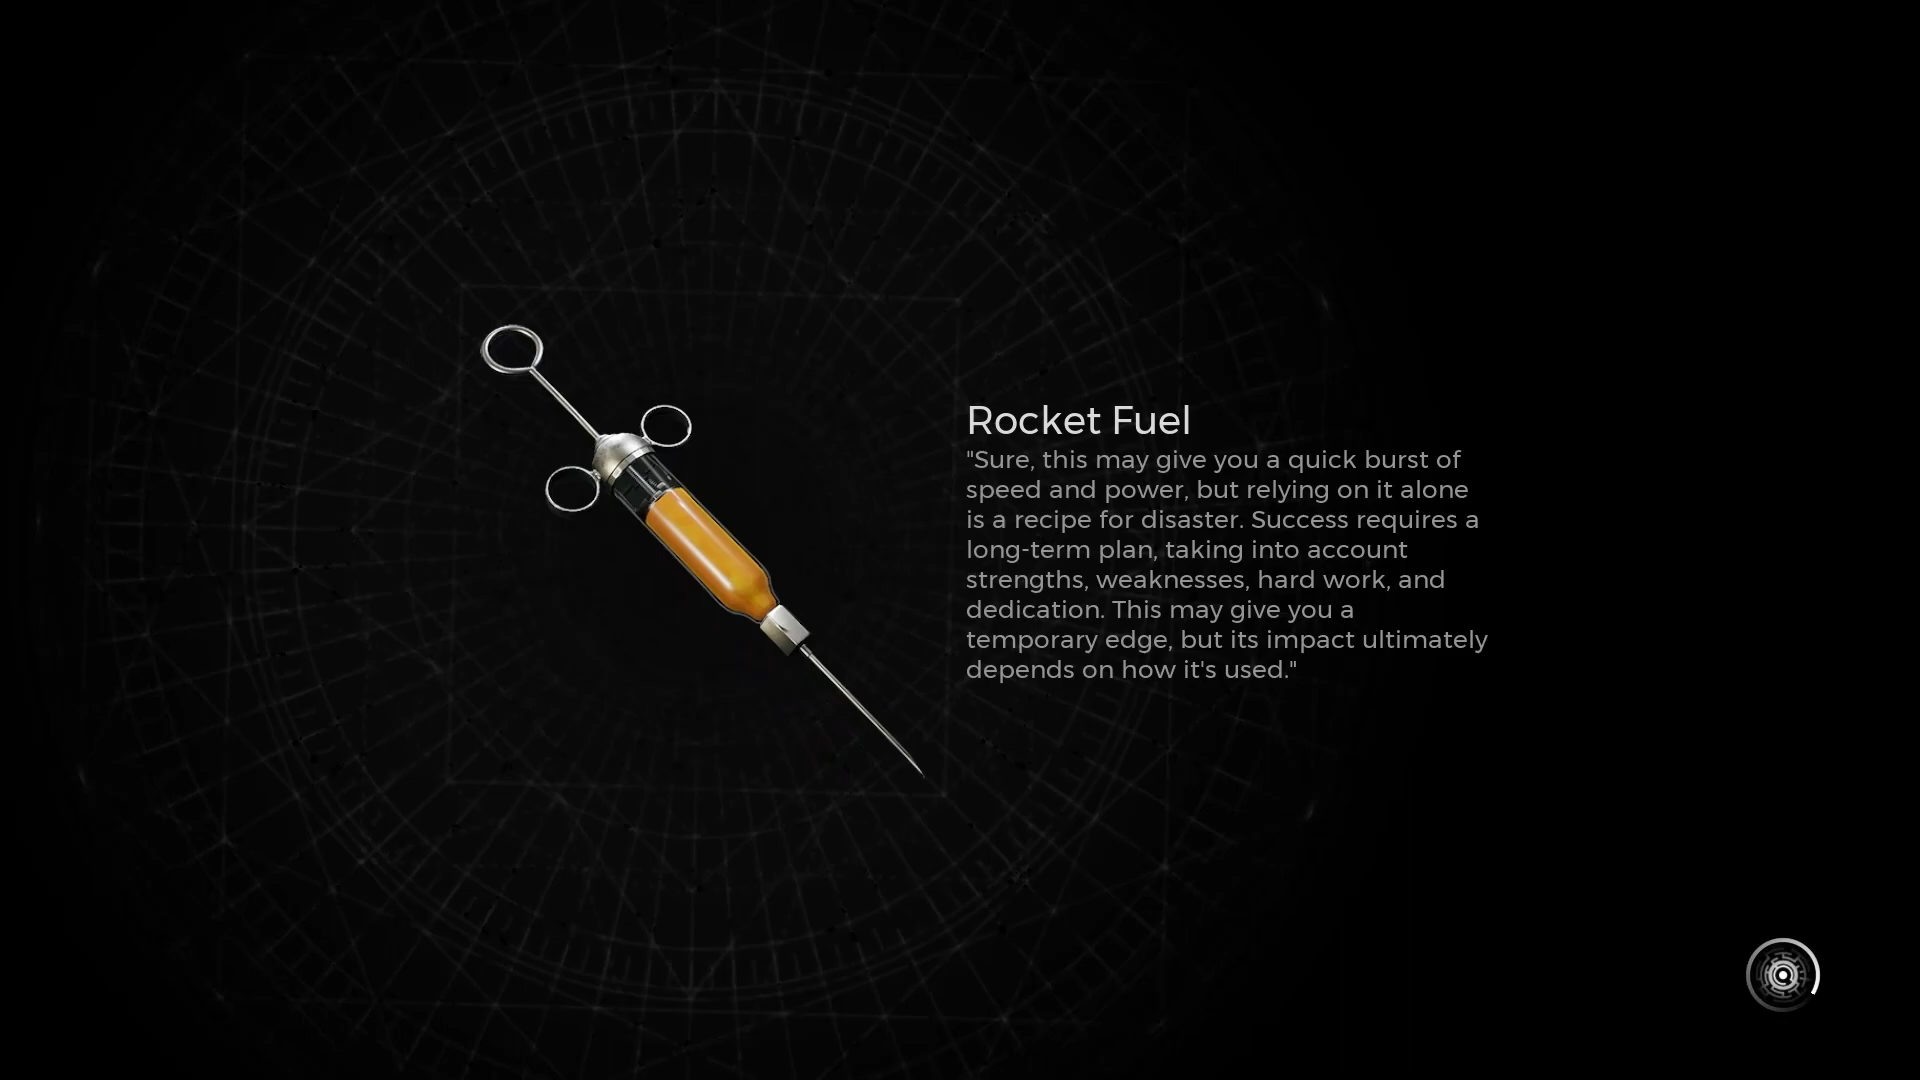 Rocket Fuel
"Sure, this may give you a quick burst of
speed and power, but relying on it alone
is a recipe for disaster. Success requires a
long-term plan, taking into account
strengths, weaknesses, hard work, and
dedication. This may give you a
temporary edge, but its impact ultimately
depends on how it's used."